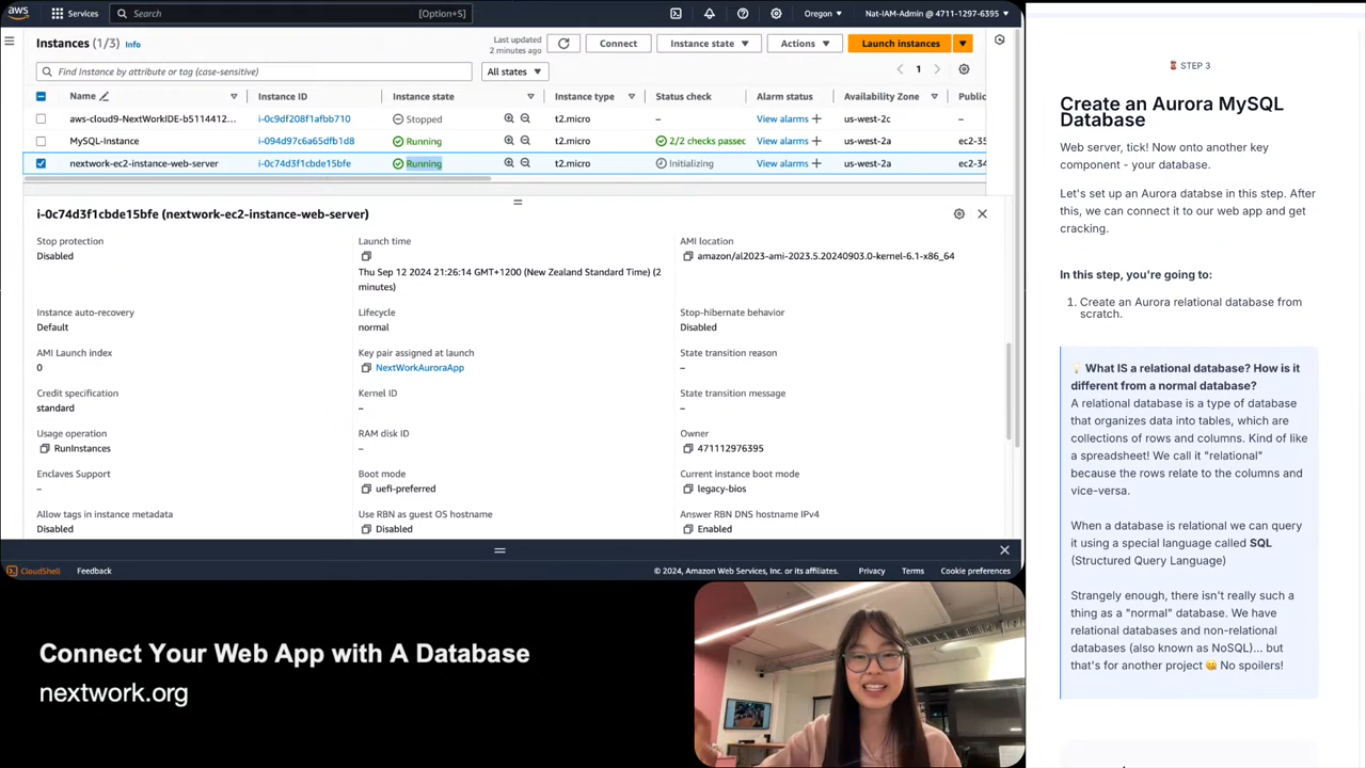 aws
Services
Search
[Option+S]
Oregon
Nat-IAM-Admin @ 4711-1297-6395
Instances (1/3) Info
Last updated
2 minutes ago
Connect
Instance state
Actions
Launch instances
Find Instance by attribute or tag (case-sensitive)
All states
1
Name Instance ID Instance state Instance type Status check Alarm status Availability Zone Public
aws-cloud9-NextWorkIDE-b5114412... i-0c9df208f1afbb710 Stopped t2.micro – View alarms + us-west-2c –
MySQL-Instance i-094d97c6a65dfb1d8 Running t2.micro 2/2 checks passec View alarms + us-west-2a ec2-35
nextwork-ec2-instance-web-server i-0c74d3f1cbde15bfe Running t2.micro Initializing View alarms + us-west-2a ec2-34
i-0c74d3f1cbde15bfe (nextwork-ec2-instance-web-server)
Stop protection
Disabled
Launch time
Thu Sep 12 2024 21:26:14 GMT+1200 (New Zealand Standard Time) (2
minutes)
AMI location
amazon/al2023-ami-2023.5.20240903.0-kernel-6.1-x86_64
Instance auto-recovery
Default
Lifecycle
normal
Stop-hibernate behavior
Disabled
AMI Launch index
0
Key pair assigned at launch
NextWorkAuroraApp
State transition reason
–
Credit specification
standard
Kernel ID
–
State transition message
–
Usage operation
RunInstances
RAM disk ID
–
Owner
471112976395
Enclaves Support
–
Boot mode
uefi-preferred
Current instance boot mode
legacy-bios
Allow tags in instance metadata
Disabled
Use RBN as guest OS hostname
Disabled
Answer RBN DNS hostname IPv4
Enabled
CloudShell
Feedback
© 2024, Amazon Web Services, Inc. or its affiliates.
Privacy
Terms
Cookie preferences
Connect Your Web App with A Database
nextwork.org
STEP 3
Create an Aurora MySQL
Database
Web server, tick! Now onto another key
component - your database.
Let's set up an Aurora databse in this step. After
this, we can connect it to our web app and get
cracking.
In this step, you're going to:
1. Create an Aurora relational database from
scratch.
💡 What IS a relational database? How is it
different from a normal database?
A relational database is a type of database
that organizes data into tables, which are
collections of rows and columns. Kind of like
a spreadsheet! We call it "relational"
because the rows relate to the columns and
vice-versa.
When a database is relational we can query
it using a special language called SQL
(Structured Query Language)
Strangely enough, there isn't really such a
thing as a "normal" database. We have
relational databases and non-relational
databases (also known as NoSQL)... but
that's for another project 🤐 No spoilers!